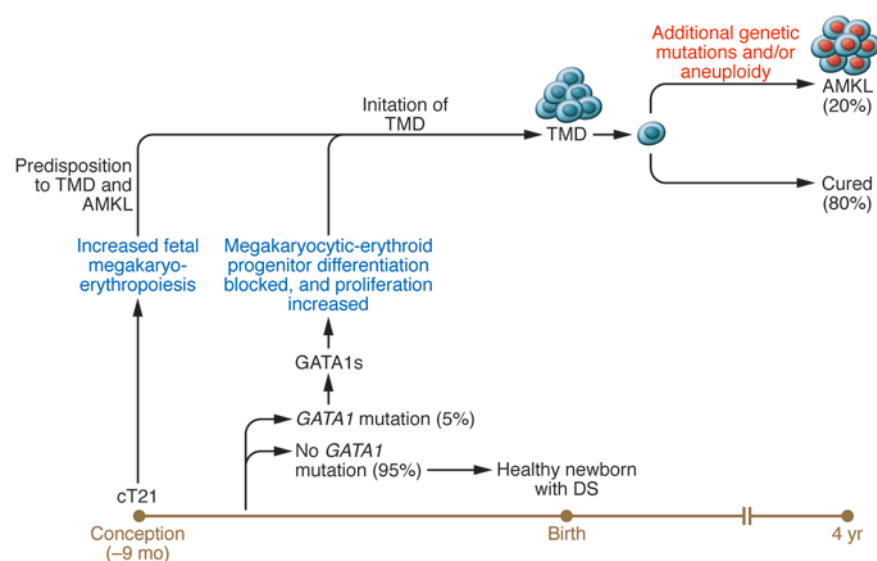 Additional genetic
mutations and/or
aneuploidy
AMKL
(20%)
Initation of
TMD
TMD
Predisposition
to TMD and
AMKL
Cured
(80%)
Increased fetal
megakaryo-
erythropoiesis
Megakaryocytic-erythroid
progenitor differentiation
blocked, and proliferation
increased
GATA1s
GATA1 mutation (5%)
No GATA1
mutation (95%)
Healthy newborn
with DS
cT21
Conception
(–9 mo)
Birth
4 yr